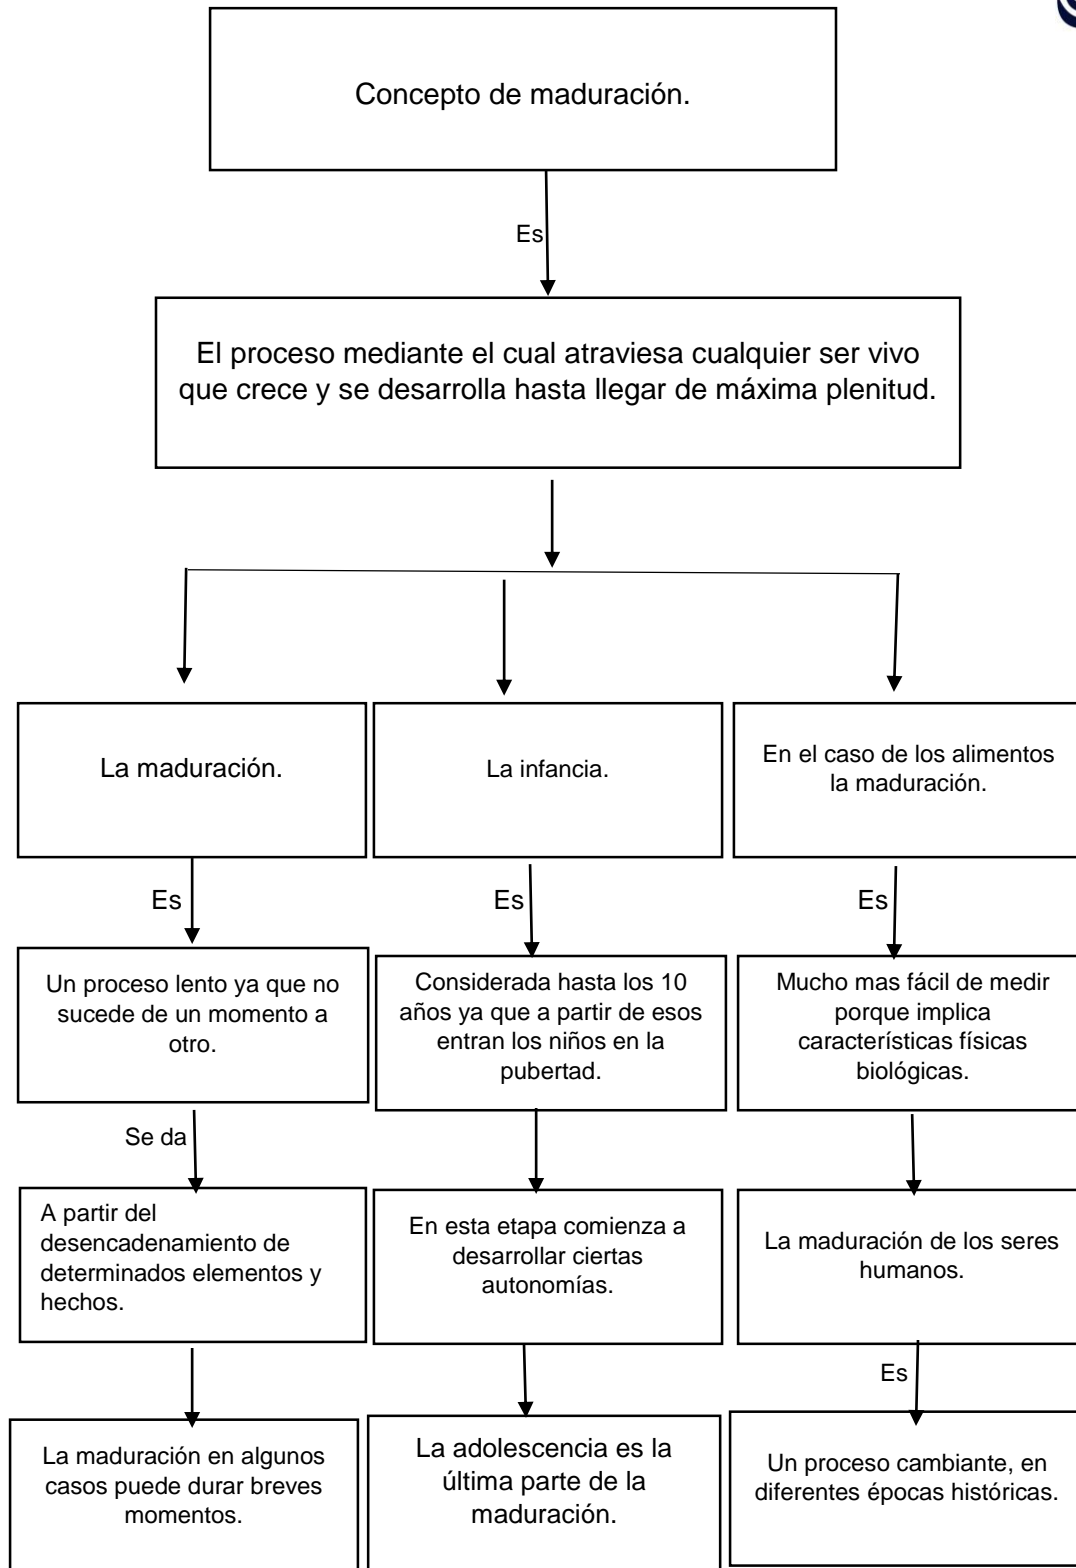 Concepto de maduración.
Es
El proceso mediante el cual atraviesa cualquier ser vivo
que crece y se desarrolla hasta llegar de máxima plenitud.
La maduración.
Es
Un proceso lento ya que no
sucede de un momento a
otro.
Se da
A partir del
desencadenamiento de
determinados elementos y
hechos.
La maduración en algunos
casos puede durar breves
momentos.
La infancia.
Es
Considerada hasta los 10
años ya que a partir de esos
entran los niños en la
pubertad.
En esta etapa comienza a
desarrollar ciertas
autonomías.
La adolescencia es la
última parte de la
maduración.
En el caso de los alimentos
la maduración.
Es
Mucho mas fácil de medir
porque implica
características físicas
biológicas.
La maduración de los seres
humanos.
Es
Un proceso cambiante, en
diferentes épocas históricas.